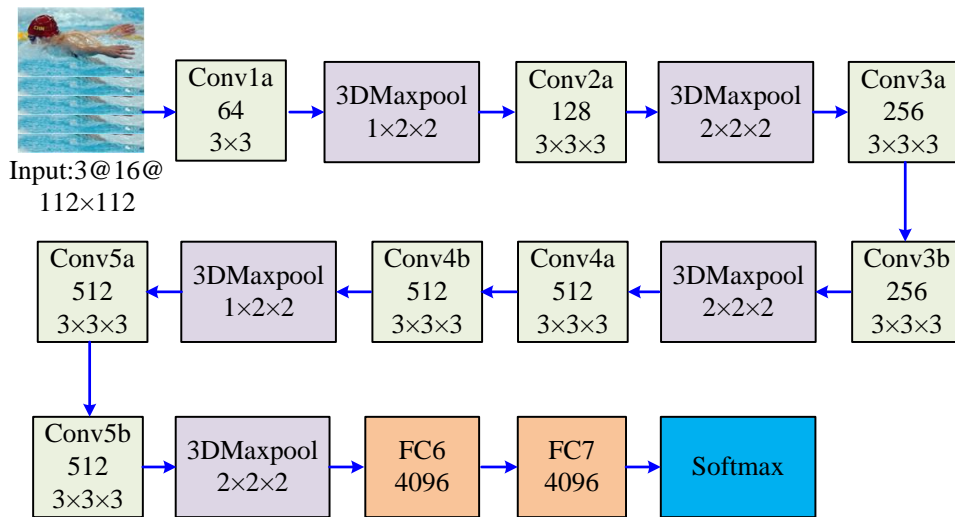 CHN
Input:3@16@
112×112
Conv1a
64
3×3
3DMaxpool
1×2×2
Conv2a
128
3×3×3
3DMaxpool
2×2×2
Conv3a
256
3×3×3
Conv3b
256
3×3×3
3DMaxpool
2×2×2
Conv4a
512
3×3×3
Conv4b
512
3×3×3
3DMaxpool
1×2×2
Conv5a
512
3×3×3
Conv5b
512
3×3×3
3DMaxpool
2×2×2
FC6
4096
FC7
4096
Softmax